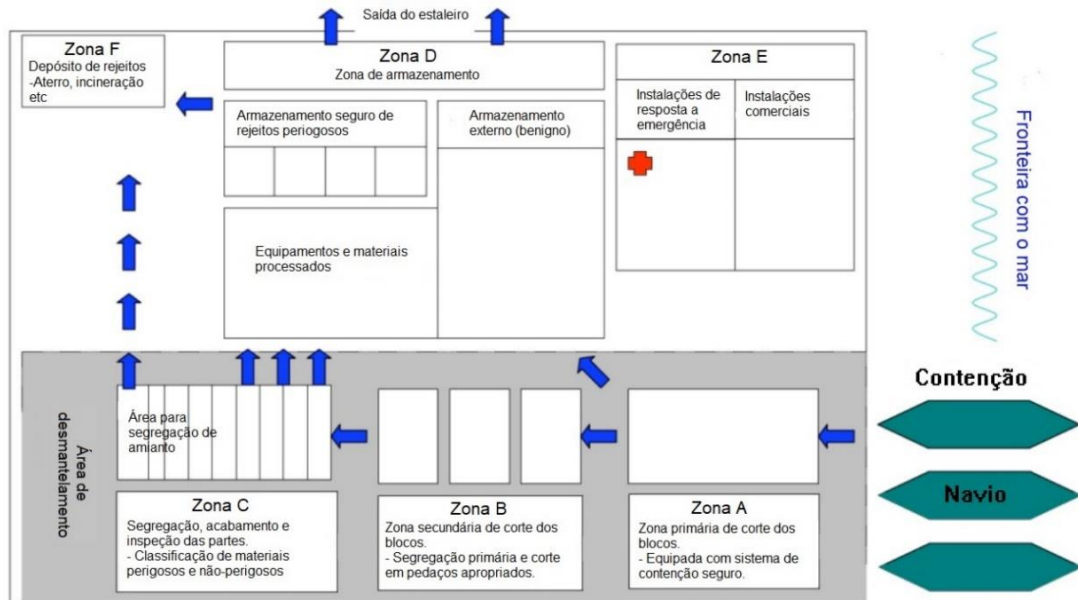 Saída do estaleiro
Zona F
Depósito de rejeitos
-Aterro, incineração
etc
Zona D
Zona de armazenamento
Zona E
Armazenamento seguro de
rejeitos periogosos
Armazenamento
externo (benigno)
Instalações de
resposta a
emergência
Instalações
comerciais
Fronteira com o mar
Equipamentos e materiais
processados
Contenção
Navio
Área de
desmantelamento
Área para
segregação de
amianto
Zona C
Segregação, acabamento e
inspeção das partes.
- Classificação de materiais
perigosos e não-perigosos
Zona B
Zona secundária de corte dos
blocos.
- Segregação primária e corte
em pedaços apropriados.
Zona A
Zona primária de corte dos
blocos.
- Equipada com sistema de
contenção seguro.